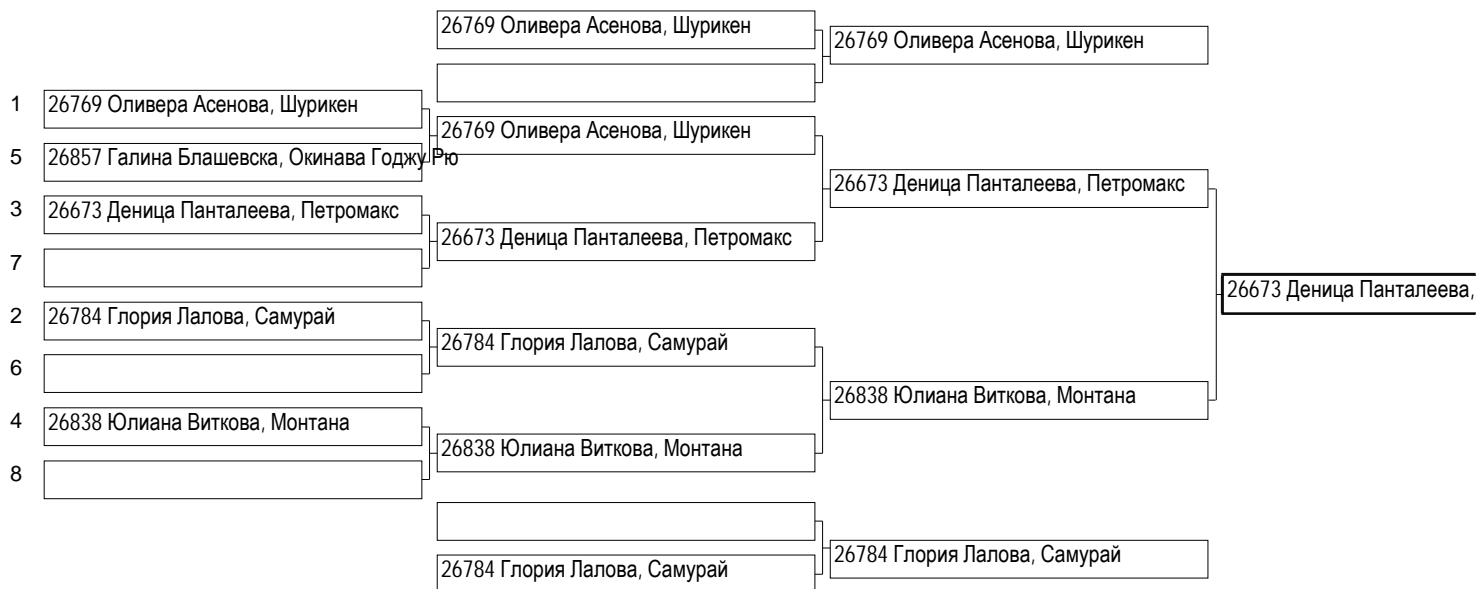 26769 Оливера Асенова, Шурикен
26769 Оливера Асенова, Шурикен
1 26769 Оливера Асенова, Шурикен
26769 Оливера Асенова, Шурикен
5 26857 Галина Блашевска, Окинава Годжу Рю
26673 Деница Панталеева, Петромакс
3 26673 Деница Панталеева, Петромакс
26673 Деница Панталеева, Петромакс
7
26673 Деница Панталеева,
2 26784 Глория Лалова, Самурай
26784 Глория Лалова, Самурай
6
26838 Юлиана Виткова, Монтана
4 26838 Юлиана Виткова, Монтана
26838 Юлиана Виткова, Монтана
8
26784 Глория Лалова, Самурай
26784 Глория Лалова, Самурай